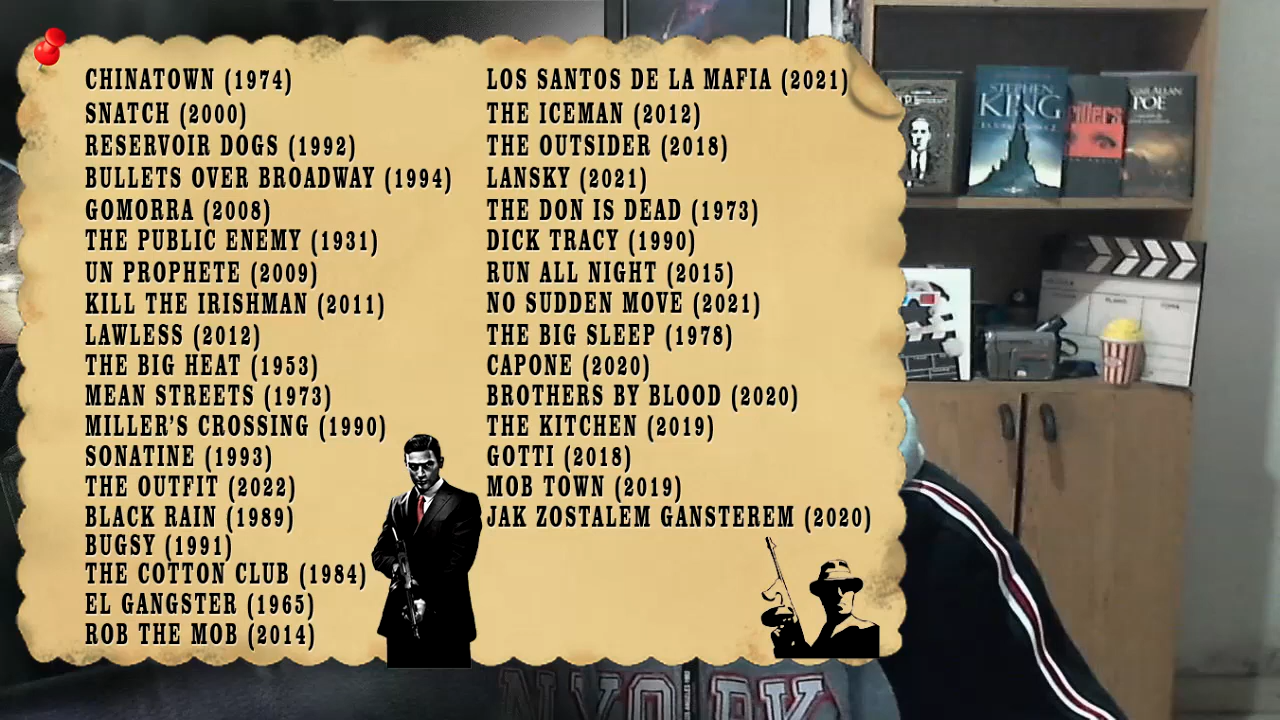 CHINATOWN (1974)
SNATCH (2000)
RESERVOIR DOGS (1992)
BULLETS OVER BROADWAY (1994)
GOMORRA (2008)
THE PUBLIC ENEMY (1931)
UN PROPHETE (2009)
KILL THE IRISHMAN (2011)
LAWLESS (2012)
THE BIG HEAT (1953)
MEAN STREETS (1973)
MILLER'S CROSSING (1990)
SONATINE (1993)
THE OUTFIT (2022)
BLACK RAIN (1989)
BUGSY (1991)
THE COTTON CLUB (1984)
EL GANGSTER (1965)
ROB THE MOB (2014)
LOS SANTOS DE LA MAFIA (2021)
THE ICEMAN (2012)
THE OUTSIDER (2018)
LANSKY (2021)
THE DON IS DEAD (1973)
DICK TRACY (1990)
RUN ALL NIGHT (2015)
NO SUDDEN MOVE (2021)
THE BIG SLEEP (1978)
CAPONE (2020)
BROTHERS BY BLOOD (2020)
THE KITCHEN (2019)
GOTTI (2018)
MOB TOWN (2019)
JAK ZOSTALEM GANSTEREM (2020)
STEPHEN
KING
POE